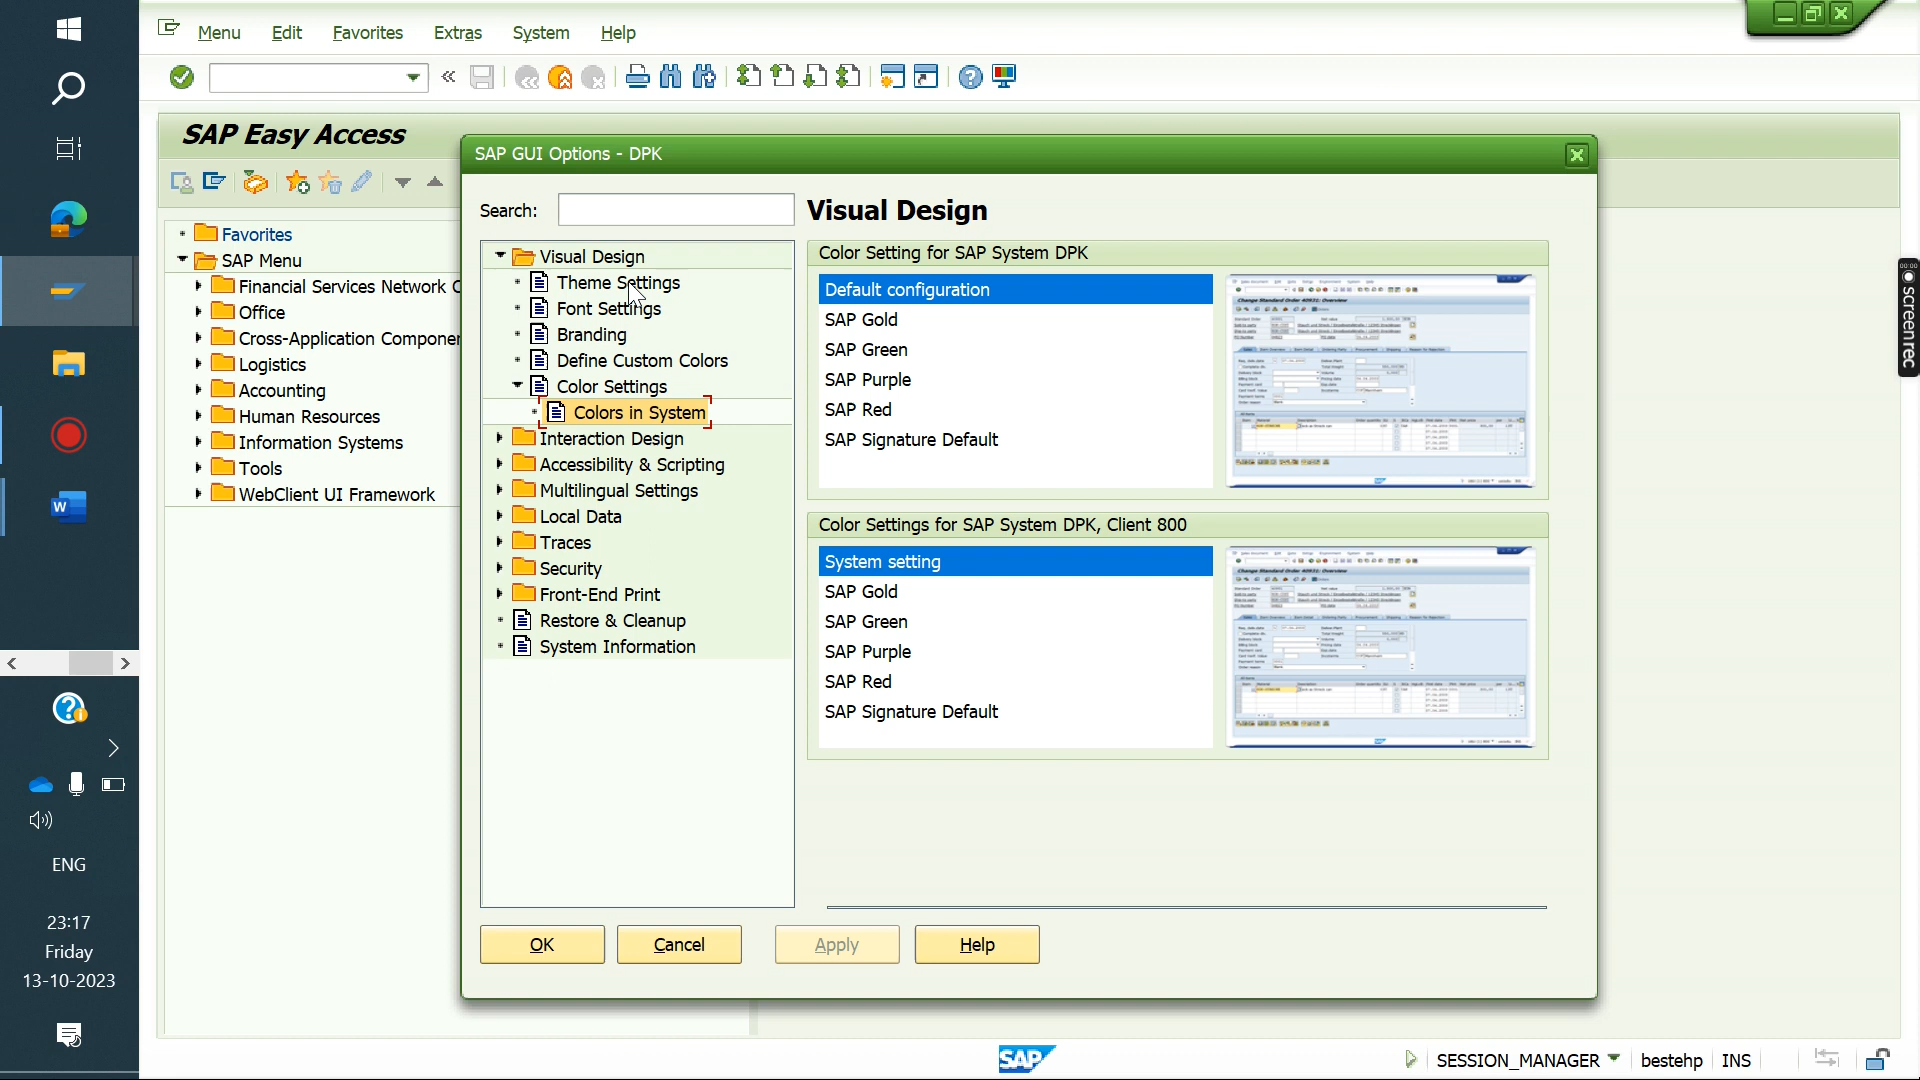 Menu Edit Favorites Extras System Help
SAP Easy Access
SAP GUI Options - DPK
Search:
Visual Design
Favorites
SAP Menu
Financial Services Network C
Office
Cross-Application Componen
Logistics
Accounting
Human Resources
Information Systems
Tools
WebClient UI Framework
Visual Design
Theme Settings
Font Settings
Branding
Define Custom Colors
Color Settings
Colors in System
Interaction Design
Accessibility & Scripting
Multilingual Settings
Local Data
Traces
Security
Front-End Print
Restore & Cleanup
System Information
Color Setting for SAP System DPK
Default configuration
SAP Gold
SAP Green
SAP Purple
SAP Red
SAP Signature Default
Color Settings for SAP System DPK, Client 800
System setting
SAP Gold
SAP Green
SAP Purple
SAP Red
SAP Signature Default
OK Cancel Apply Help
00:00
screenrec
ENG
23:17
Friday
13-10-2023
SAP
SESSION_MANAGER bestehp INS